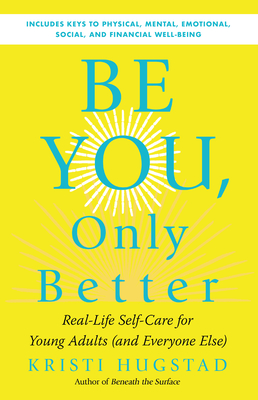 INCLUDES KEYS TO PHYSICAL, MENTAL, EMOTIONAL,
SOCIAL, AND FINANCIAL WELL-BEING
BE
YOU,
Only
Better
Real-Life Self-Care for
Young Adults (and Everyone Else)
KRISTI HUGSTAD
Author of Beneath the Surface